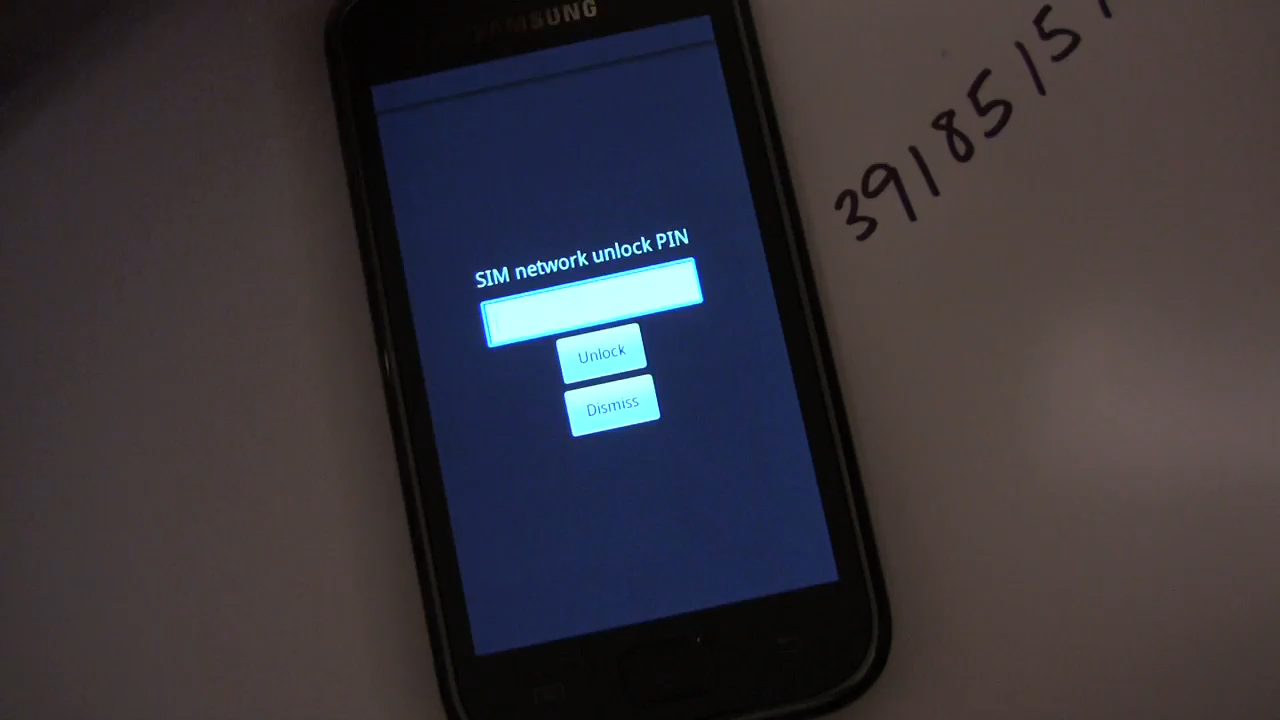 SAMSUNG
SIM network unlock PIN
Unlock
Dismiss
3918515